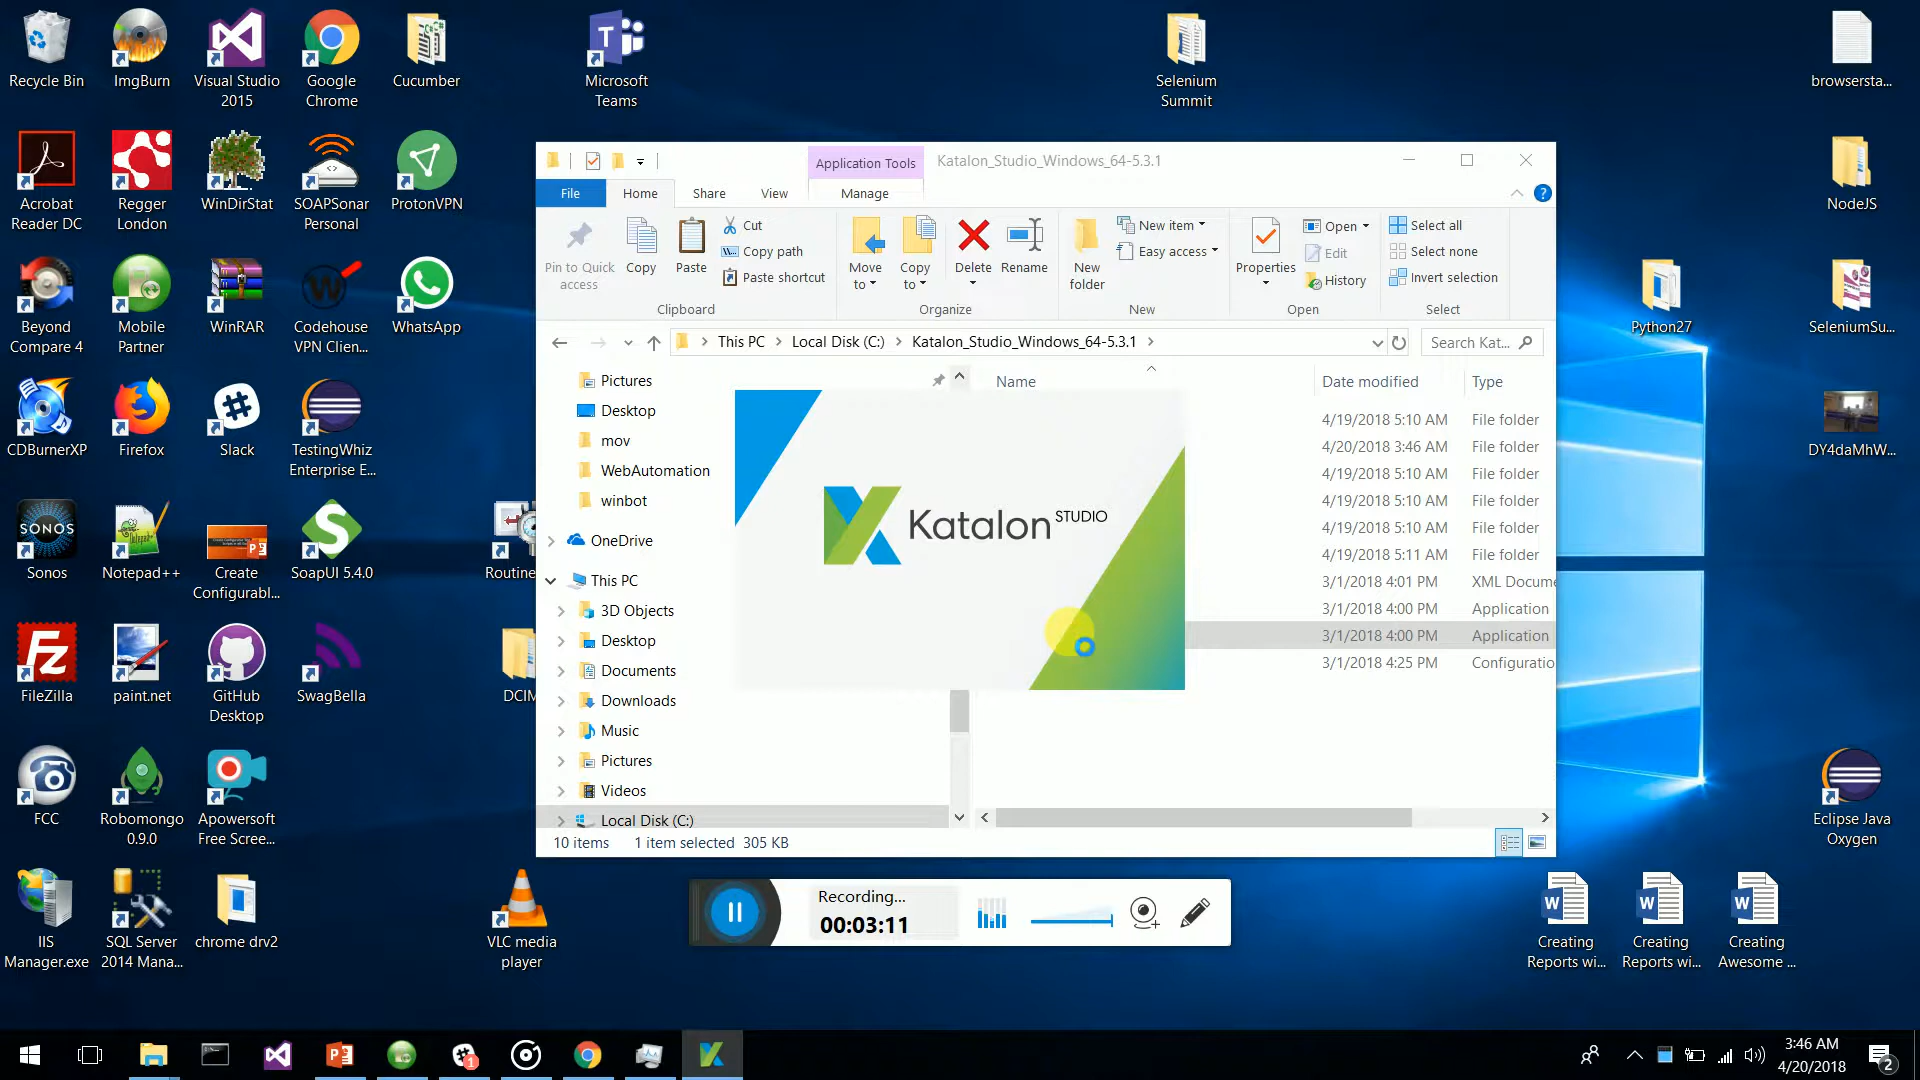 Recycle Bin
ImgBurn
Visual Studio
2015
Google
Chrome
Cucumber
Microsoft
Teams
Selenium
Summit
browsersta...
Acrobat
Reader DC
Regger
London
WinDirStat
SOAPSonar
Personal
ProtonVPN
NodeJS
Beyond
Compare 4
Mobile
Partner
WinRAR
Codehouse
VPN Clien...
WhatsApp
Python27
SeleniumSu...
CDBurnerXP
Firefox
Slack
TestingWhiz
Enterprise E...
DY4daMhW...
SONOS
Sonos
Notepad++
Create
Configurabl...
SoapUI 5.4.0
Routine
FileZilla
paint.net
GitHub
Desktop
SwagBella
DCIM
FCC
Robomongo
0.9.0
Apowersoft
Free Scree...
Eclipse Java
Oxygen
IIS
Manager.exe
SQL Server
2014 Mana...
chrome drv2
VLC media
player
Creating
Reports wi...
Creating
Reports wi...
Creating
Awesome ...
Application Tools
Katalon_Studio_Windows_64-5.3.1
File
Home
Share
View
Manage
Pin to Quick
access
Copy
Paste
Cut
Copy path
Paste shortcut
Clipboard
Move
to
Copy
to
Delete
Rename
Organize
New
folder
New item
Easy access
New
Properties
Open
Edit
History
Open
Select all
Select none
Invert selection
Select
This PC
Local Disk (C:)
Katalon_Studio_Windows_64-5.3.1
Search Kat...
Pictures
Desktop
mov
WebAutomation
winbot
OneDrive
This PC
3D Objects
Desktop
Documents
Downloads
Music
Pictures
Videos
Local Disk (C:)
Name
Date modified
Type
4/19/2018 5:10 AM File folder
4/20/2018 3:46 AM File folder
4/19/2018 5:10 AM File folder
4/19/2018 5:10 AM File folder
4/19/2018 5:10 AM File folder
4/19/2018 5:11 AM File folder
3/1/2018 4:01 PM XML Docume
3/1/2018 4:00 PM Application
3/1/2018 4:00 PM Application
3/1/2018 4:25 PM Configuratio
Katalon STUDIO
10 items
1 item selected 305 KB
Recording...
00:03:11
1
3:46 AM
4/20/2018
2